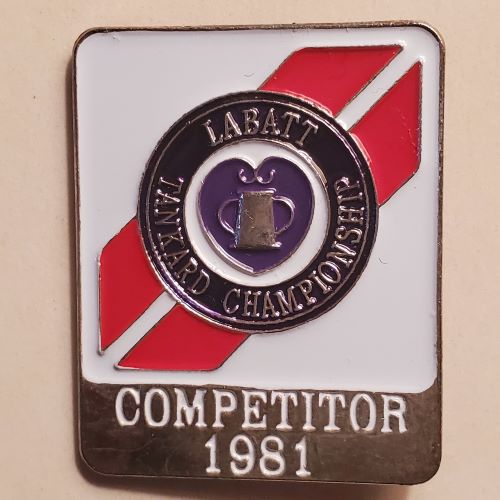 LABATT
TANKARD CHAMPIONSHIP
COMPETITOR
1981